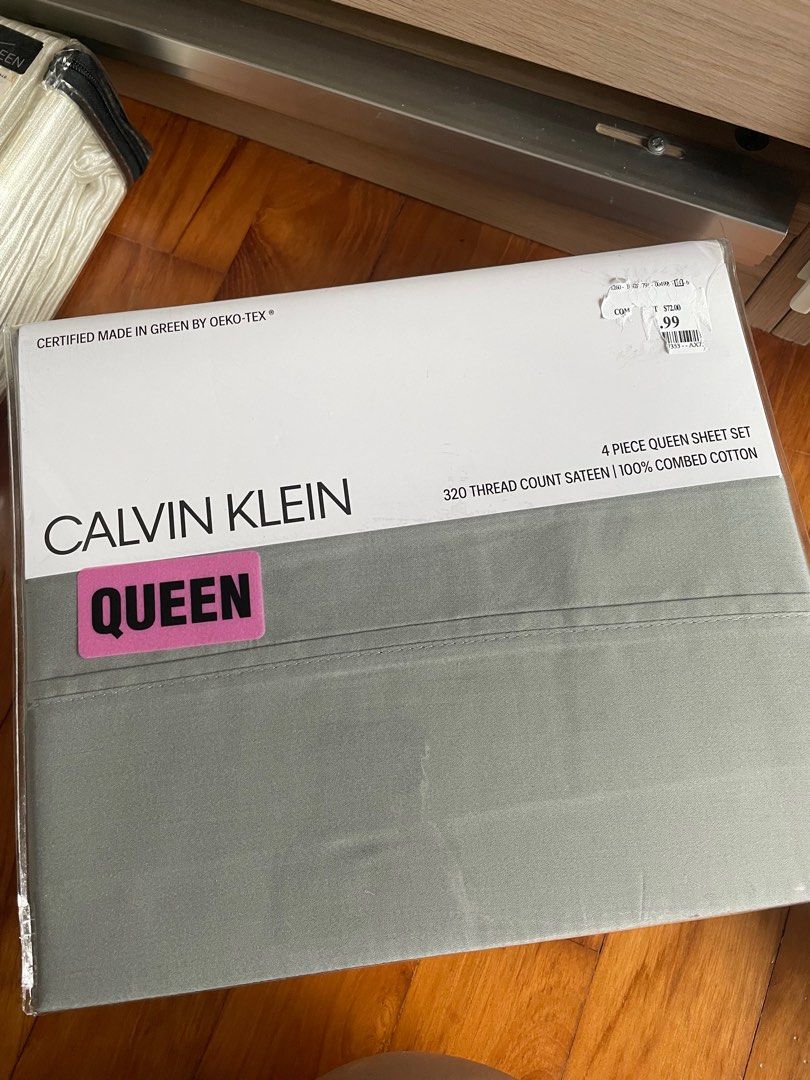 EEN
CERTIFIED MADE IN GREEN BY OEKO-TEX ®
$72.00
.99
4 PIECE QUEEN SHEET SET
320 THREAD COUNT SATEEN | 100% COMBED COTTON
CALVIN KLEIN
QUEEN